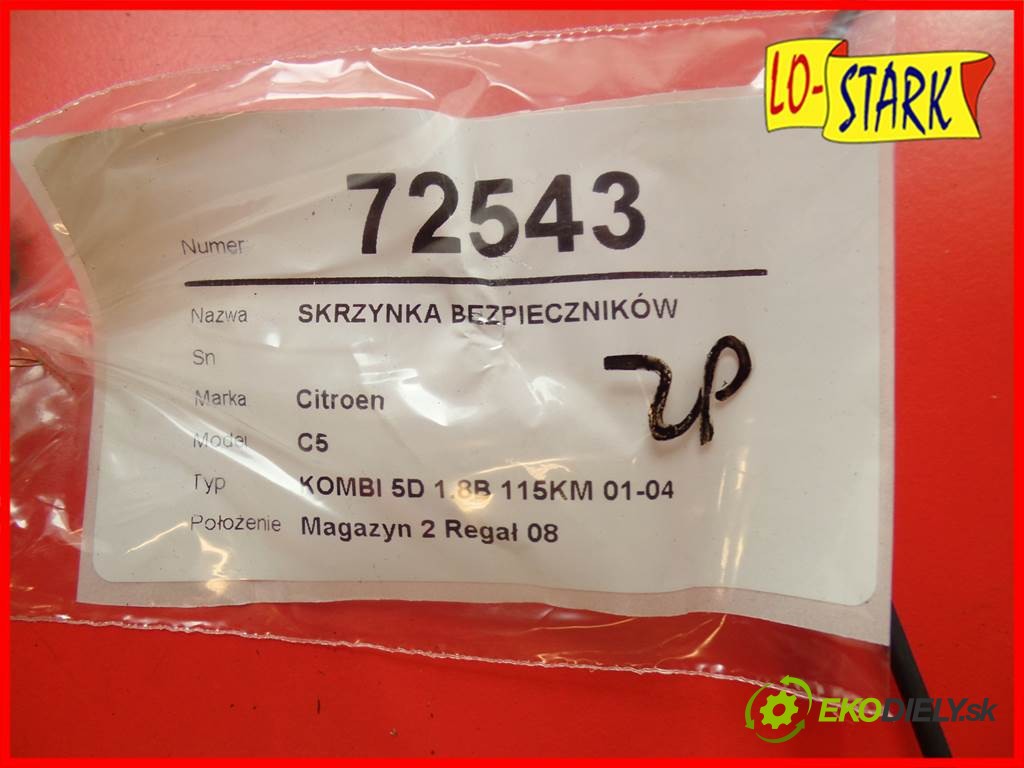 LO-STARK
Numer 72543
Nazwa SKRZYNKA BEZPIECZNIKÓW
Sn
Marka Citroen
Model C5
Typ KOMBI 5D 1.8B 115KM 01-04
Położenie Magazyn 2 Regał 08
EKODIELY.sk